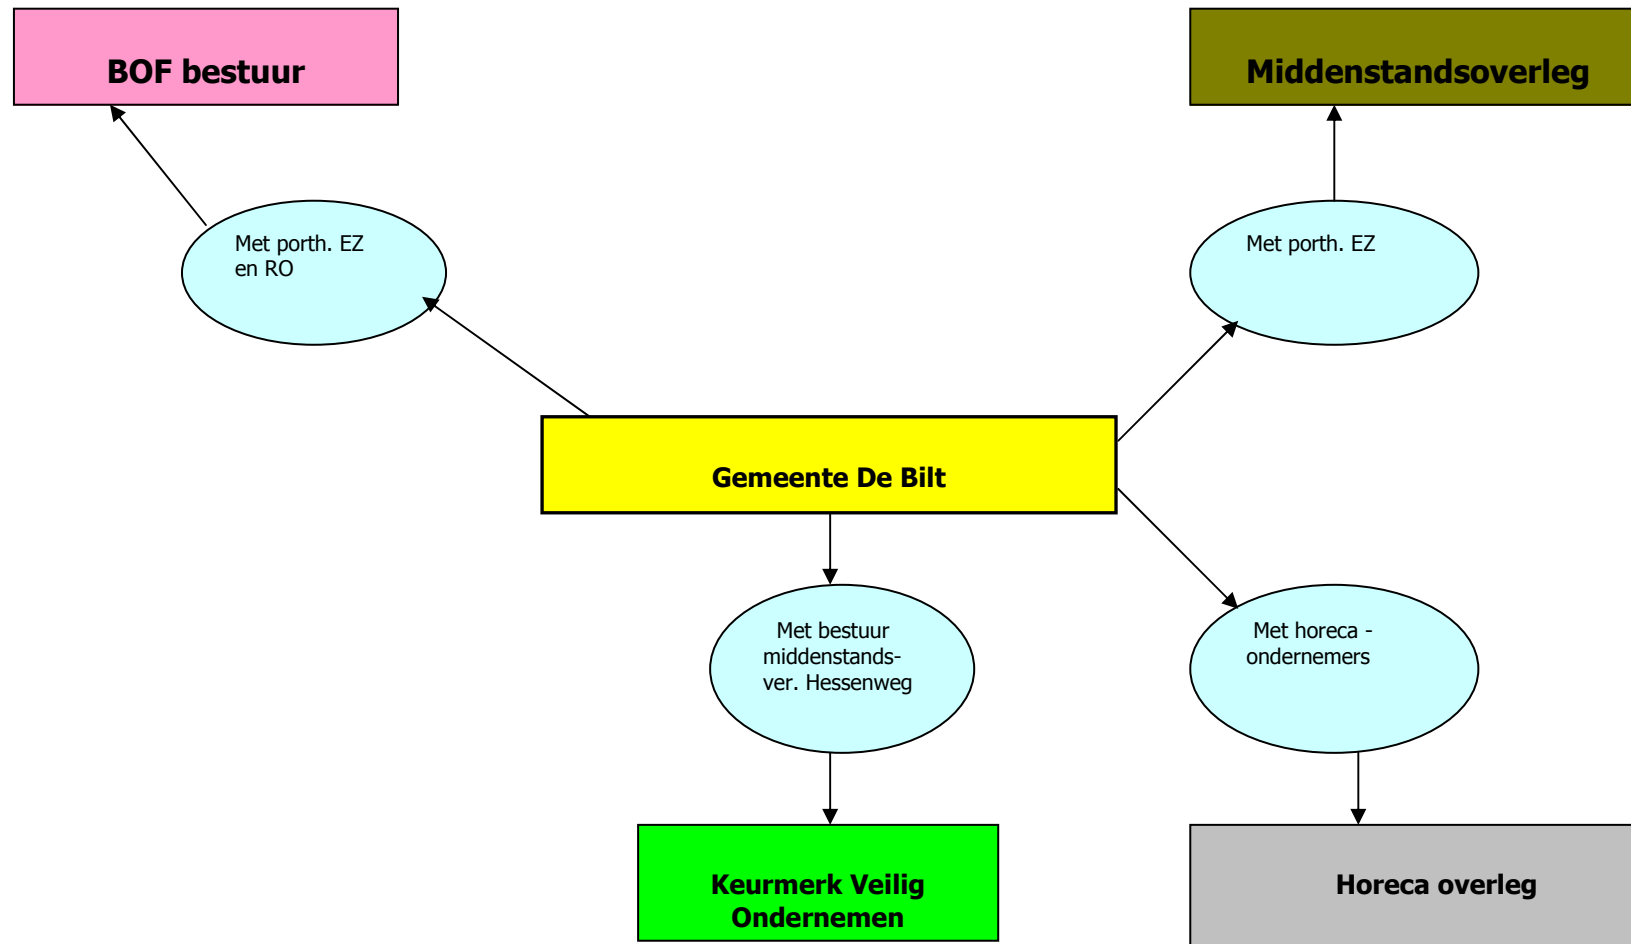 BOF bestuur
Middenstandsoverleg
Met porth. EZ
en RO
Met porth. EZ
Gemeente De Bilt
Met bestuur
middenstands-
ver. Hessenweg
Met horeca -
ondernemers
Keurmerk Veilig
Ondernemen
Horeca overleg